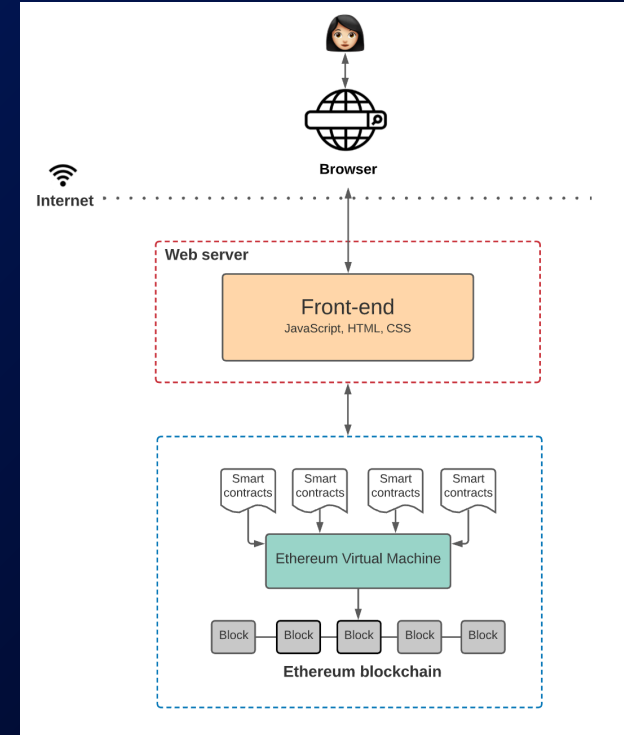 Browser
Internet
Web server
Front-end
JavaScript, HTML, CSS
Smart
contracts
Smart
contracts
Smart
contracts
Smart
contracts
Ethereum Virtual Machine
Block
Block
Block
Block
Block
Ethereum blockchain